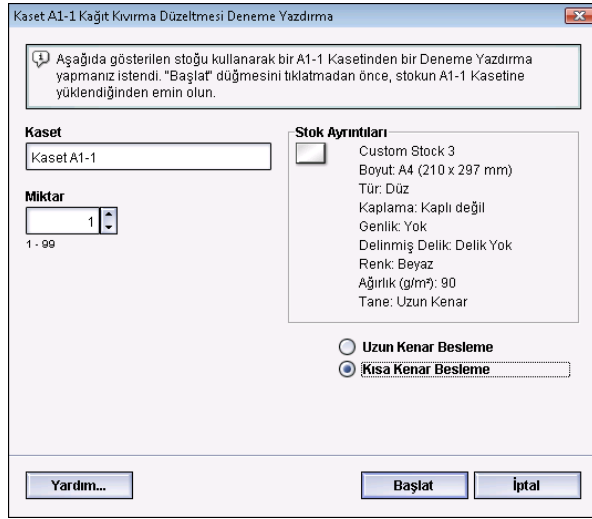 Kaset A1-1 Kağıt Kıvırma Düzeltmesi Deneme Yazdırma
Aşağıda gösterilen stoğu kullanarak bir A1-1 Kasetinden bir Deneme Yazdırma
yapmanız istendi. "Başlat" düğmesini tıklatmadan önce, stokun A1-1 Kasetine
yüklendiğinden emin olun.
Kaset
Kaset A1-1
Miktar
1
1 - 99
Stok Ayrıntıları
Custom Stock 3
Boyut: A4 (210 x 297 mm)
Tür: Düz
Kaplama: Kaplı değil
Genlik: Yok
Delinmiş Delik: Delik Yok
Renk: Beyaz
Ağırlık (g/m²): 90
Tane: Uzun Kenar
Uzun Kenar Besleme
Kısa Kenar Besleme
Yardım...
Başlat
İptal